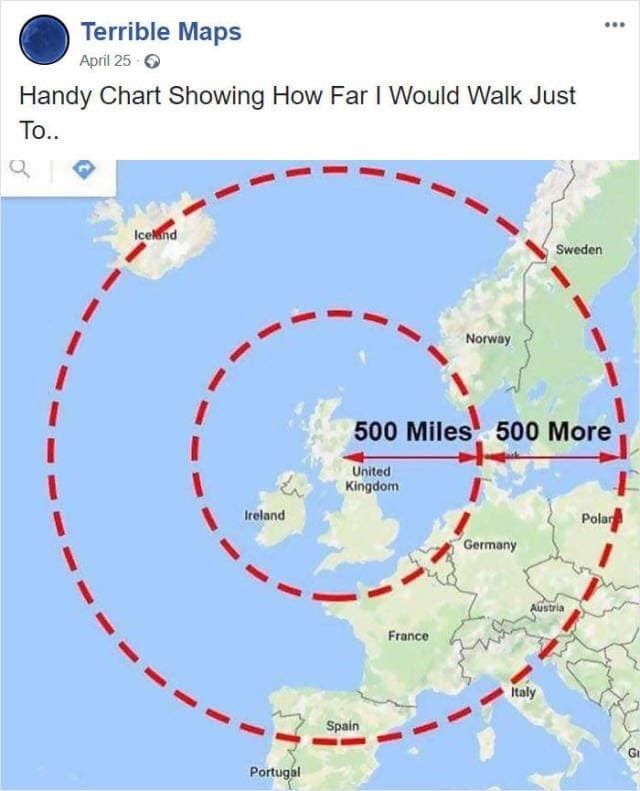 Terrible Maps
April 25
Handy Chart Showing How Far I Would Walk Just
To..
Iceland
Sweden
Norway
500 Miles 500 More
United
Kingdom
Ireland
Poland
Germany
Austria
France
Italy
Spain
Portugal